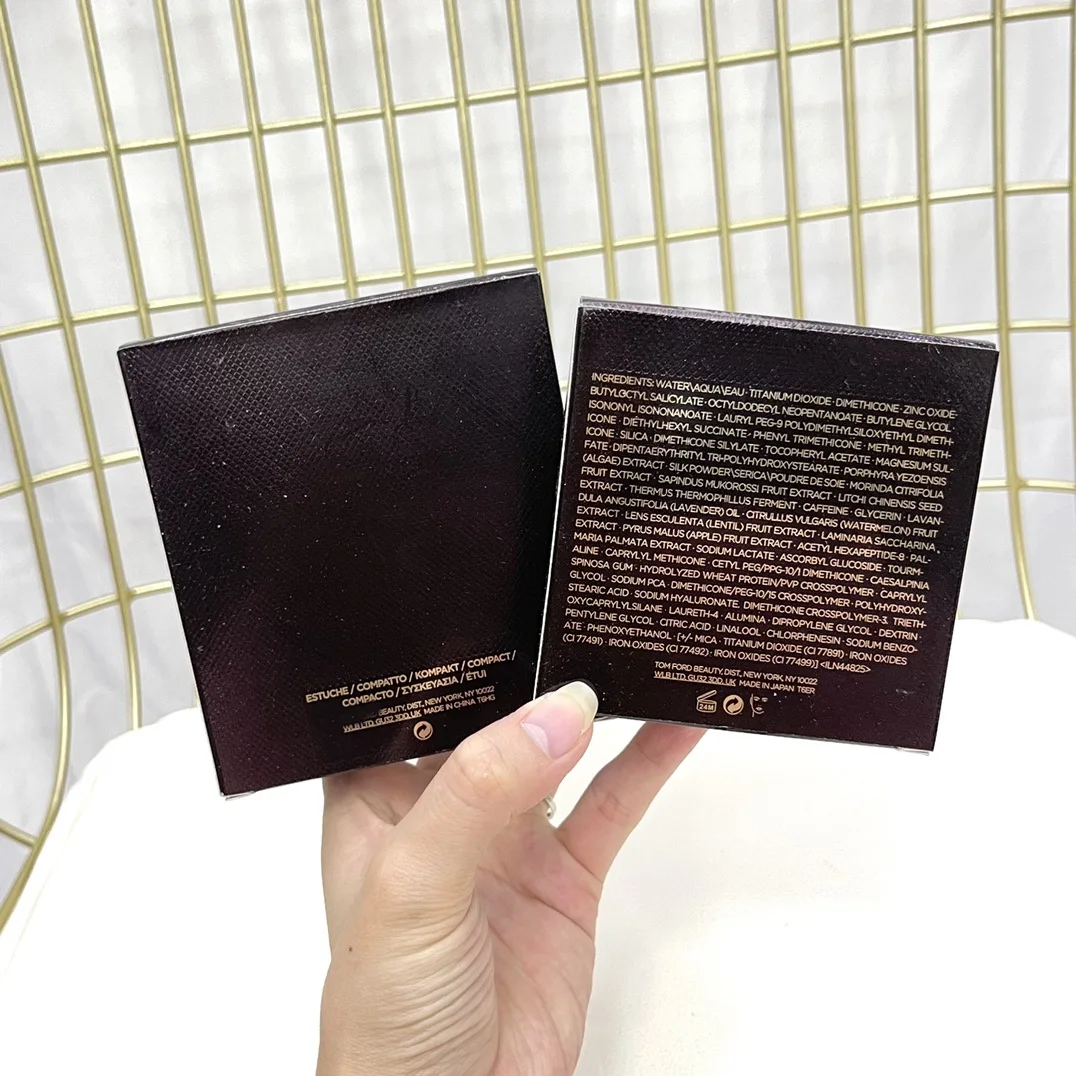 ESTUCHE / COMPATTO / KOMPAKT / COMPACT /
COMPACTO / ΣΥΣΚΕΥΑΣΙΑ / ÉTUI
BEAUTY, DIST., NEW YORK, NY 10022
WLB LTD, GU32 3DD, UK MADE IN CHINA T6HG
INGREDIENTS: WATER\AQUA\EAU · TITANIUM DIOXIDE · DIMETHICONE · ZINC OXIDE ·
BUTYLOCTYL SALICYLATE · OCTYLDODECYL NEOPENTANOATE · BUTYLENE GLYCOL ·
ISONONYL ISONONANOATE · LAURYL PEG-9 POLYDIMETHYLSILOXYETHYL DIMETH-
ICONE · DIETHYLHEXYL SUCCINATE · PHENYL TRIMETHICONE · METHYL TRIMETH-
ICONE · SILICA · DIMETHICONE SILYLATE · TOCOPHERYL ACETATE · MAGNESIUM SUL-
FATE · DIPENTAERYTHRITYL TRI-POLYHYDROXYSTEARATE · PORPHYRA YEZOENSIS
(ALGAE) EXTRACT · SILK POWDER\SERICA\POUDRE DE SOIE · MORINDA CITRIFOLIA
FRUIT EXTRACT · SAPINDUS MUKOROSSI FRUIT EXTRACT · LITCHI CHINENSIS SEED
EXTRACT · THERMUS THERMOPHILLUS FERMENT · CAFFEINE · GLYCERIN · LAVAN-
DULA ANGUSTIFOLIA (LAVENDER) OIL · CITRULLUS VULGARIS (WATERMELON) FRUIT
EXTRACT · LENS ESCULENTA (LENTIL) FRUIT EXTRACT · LAMINARIA SACCHARINA
EXTRACT · PYRUS MALUS (APPLE) FRUIT EXTRACT · ACETYL HEXAPEPTIDE-8 · PAL-
MARIA PALMATA EXTRACT · SODIUM LACTATE · ASCORBYL GLUCOSIDE · TOURM-
ALINE · CAPRYLYL METHICONE · CETYL PEG/PPG-10/1 DIMETHICONE · CAESALPINIA
SPINOSA GUM · HYDROLYZED WHEAT PROTEIN/PVP CROSSPOLYMER · CAPRYLYL
GLYCOL · SODIUM PCA · DIMETHICONE/PEG-10/15 CROSSPOLYMER · POLYHYDROXY-
STEARIC ACID · SODIUM HYALURONATE · DIMETHICONE CROSSPOLYMER-3 · TRIETH-
OXYCAPRYLYLSILANE · LAURETH-4 · ALUMINA · DIPROPYLENE GLYCOL · DEXTRIN ·
PENTYLENE GLYCOL · CITRIC ACID · LINALOOL · CHLORPHENESIN · SODIUM BENZO-
ATE · PHENOXYETHANOL · [+/- MICA · TITANIUM DIOXIDE (CI 77891) · IRON OXIDES
(CI 77491) · IRON OXIDES (CI 77492) · IRON OXIDES (CI 77499)] <ILN44825>
TOM FORD BEAUTY, DIST., NEW YORK, NY 10022
WLB LTD, GU32 3DD, UK MADE IN JAPAN T6ER
24M